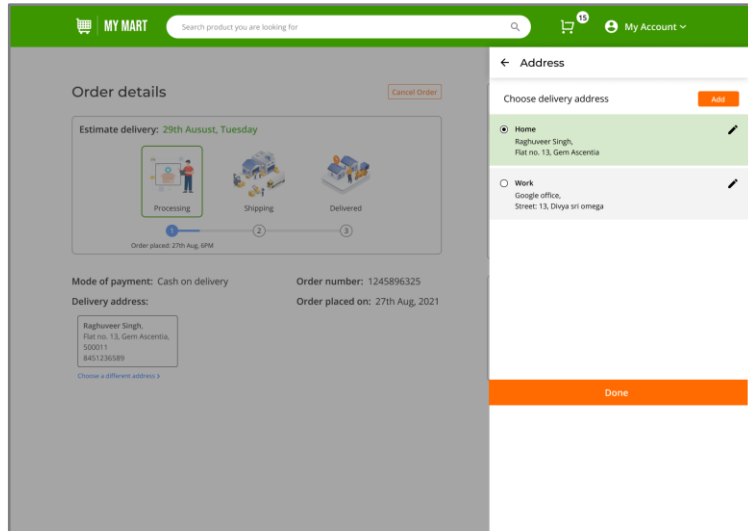 MY MART
Search product you are looking for
15
My Account
Order details
Cancel Order
Estimate delivery: 29th Ausust, Tuesday
Processing
Shipping
Delivered
1
2
3
Order placed: 27th Aug, 6PM
Mode of payment: Cash on delivery
Order number: 1245896325
Delivery address:
Order placed on: 27th Aug, 2021
Raghuveer Singh,
Flat no. 13, Gem Ascentia,
500011
8451236589
Choose a different address >
Address
Choose delivery address
Add
Home
Raghuveer Singh,
Flat no. 13, Gem Ascentia
Work
Google office,
Street: 13, Divya sri omega
Done